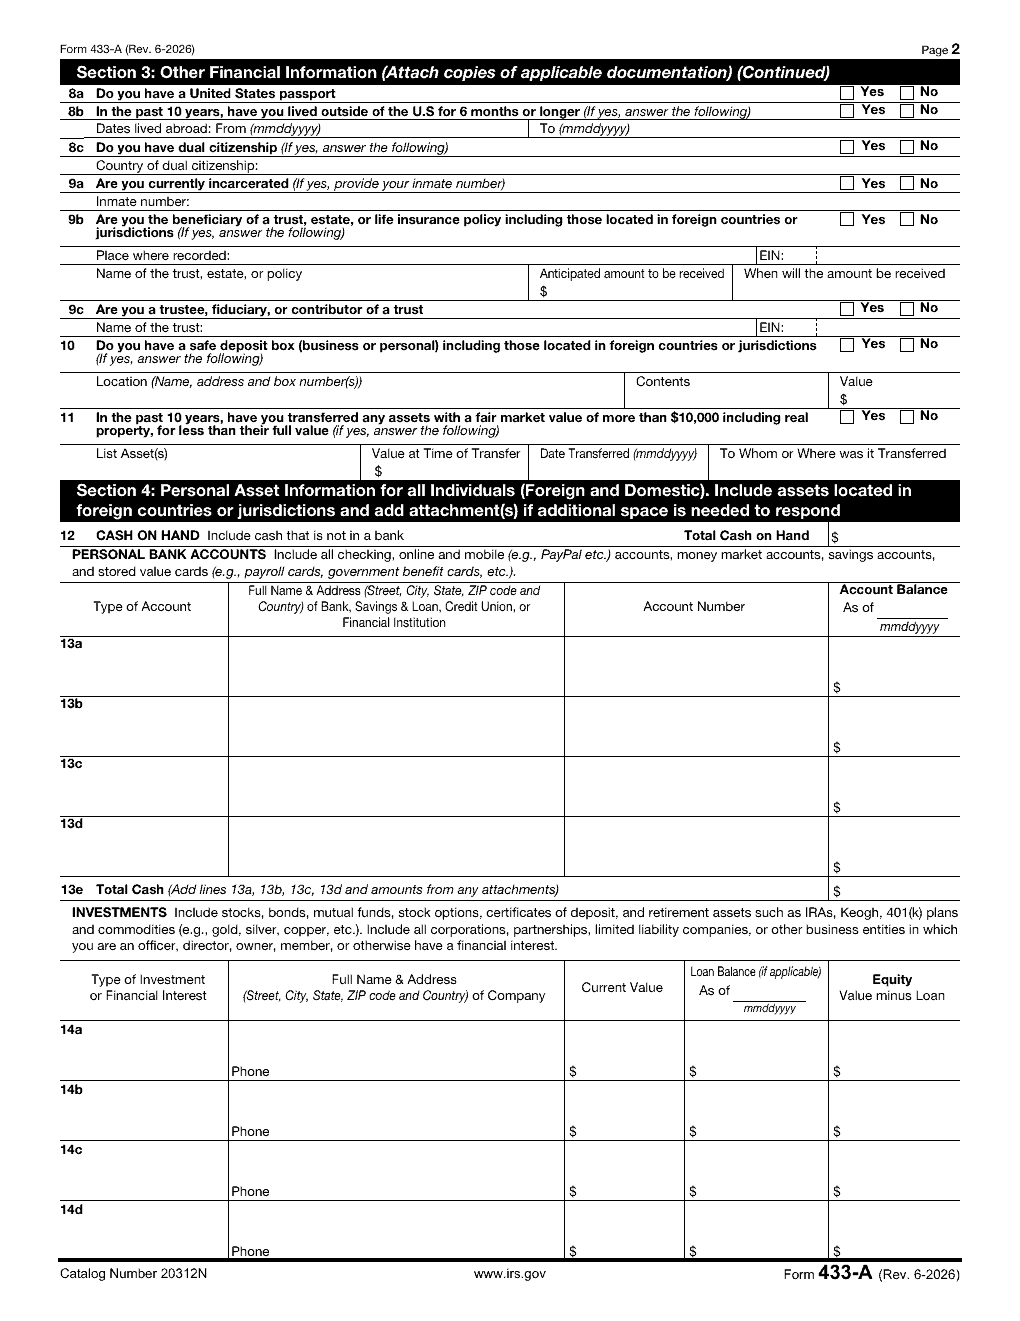 Form 433-A (Rev. 6-2026) Page 2
Section 3: Other Financial Information (Attach copies of applicable documentation) (Continued)
8a Do you have a United States passport Yes No
8b In the past 10 years, have you lived outside of the U.S for 6 months or longer (If yes, answer the following) Yes No
Dates lived abroad: From (mmddyyyy) To (mmddyyyy)
8c Do you have dual citizenship (If yes, answer the following) Yes No
Country of dual citizenship:
9a Are you currently incarcerated (If yes, provide your inmate number) Yes No
Inmate number:
9b Are you the beneficiary of a trust, estate, or life insurance policy including those located in foreign countries or Yes No
jurisdictions (If yes, answer the following)
Place where recorded: EIN:
Name of the trust, estate, or policy Anticipated amount to be received When will the amount be received
$
9c Are you a trustee, fiduciary, or contributor of a trust Yes No
Name of the trust: EIN:
10 Do you have a safe deposit box (business or personal) including those located in foreign countries or jurisdictions Yes No
(If yes, answer the following)
Location (Name, address and box number(s)) Contents Value
$
11 In the past 10 years, have you transferred any assets with a fair market value of more than $10,000 including real Yes No
property, for less than their full value (if yes, answer the following)
List Asset(s) Value at Time of Transfer Date Transferred (mmddyyyy) To Whom or Where was it Transferred
$
Section 4: Personal Asset Information for all Individuals (Foreign and Domestic). Include assets located in
foreign countries or jurisdictions and add attachment(s) if additional space is needed to respond
12 CASH ON HAND Include cash that is not in a bank Total Cash on Hand $
PERSONAL BANK ACCOUNTS Include all checking, online and mobile (e.g., PayPal etc.) accounts, money market accounts, savings accounts,
and stored value cards (e.g., payroll cards, government benefit cards, etc.).
Type of Account
Full Name & Address (Street, City, State, ZIP code and
Country) of Bank, Savings & Loan, Credit Union, or
Financial Institution
Account Number
Account Balance
As of
mmddyyyy
13a
$
13b
$
13c
$
13d
$
13e Total Cash (Add lines 13a, 13b, 13c, 13d and amounts from any attachments) $
INVESTMENTS Include stocks, bonds, mutual funds, stock options, certificates of deposit, and retirement assets such as IRAs, Keogh, 401(k) plans
and commodities (e.g., gold, silver, copper, etc.). Include all corporations, partnerships, limited liability companies, or other business entities in which
you are an officer, director, owner, member, or otherwise have a financial interest.
Type of Investment
or Financial Interest
Full Name & Address
(Street, City, State, ZIP code and Country) of Company
Current Value
Loan Balance (if applicable)
As of
mmddyyyy
Equity
Value minus Loan
14a
Phone $ $ $
14b
Phone $ $ $
14c
Phone $ $ $
14d
Phone $ $ $
Catalog Number 20312N www.irs.gov Form 433-A (Rev. 6-2026)